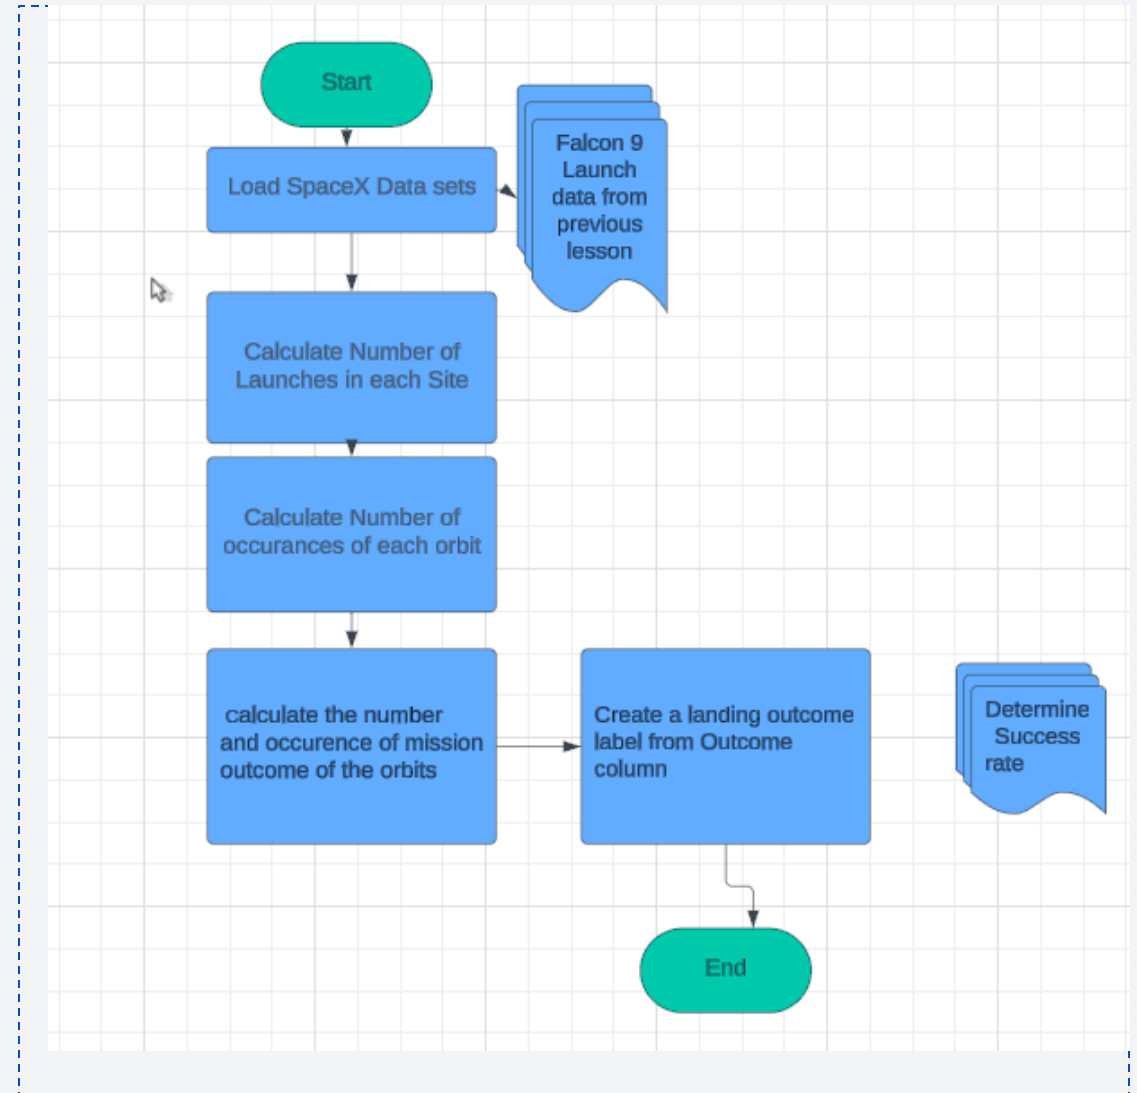 Start
Load SpaceX Data sets
Falcon 9
Launch
data from
previous
lesson
Calculate Number of
Launches in each Site
Calculate Number of
occurances of each orbit
calculate the number
and occurence of mission
outcome of the orbits
Create a landing outcome
label from Outcome
column
Determine
Success
rate
End